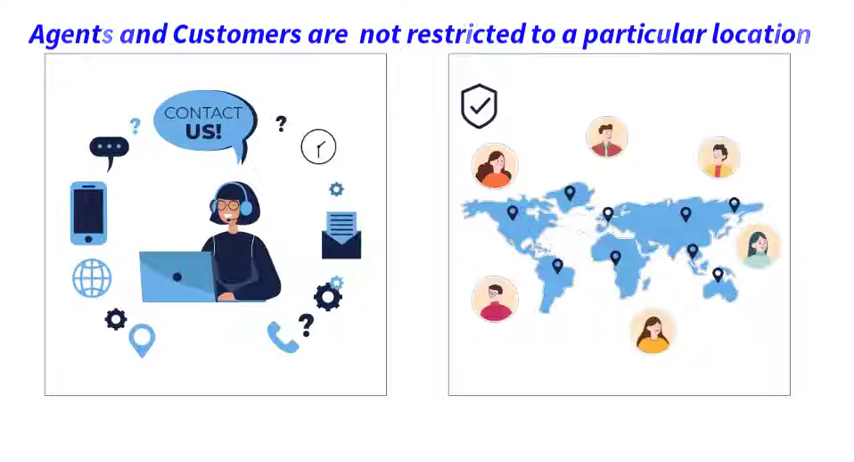 Agents and Customers are not restricted to a particular location
CONTACT
US!
?
?
?